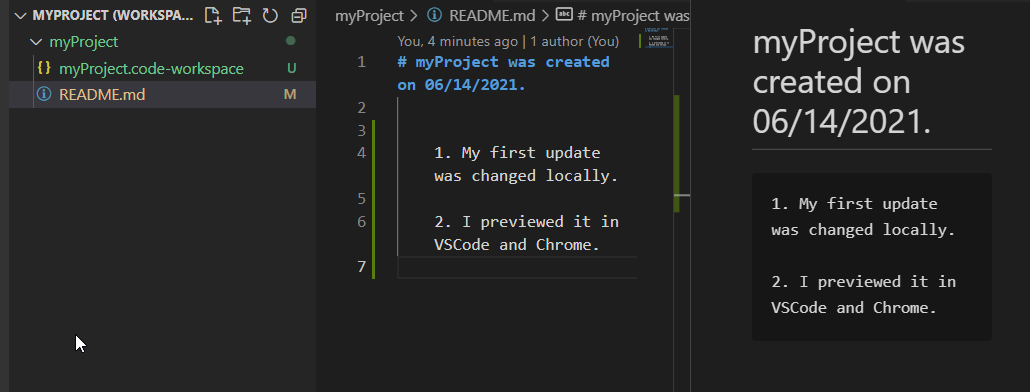 MYPROJECT (WORKSPA...
myProject
{} myProject.code-workspace U
README.md M
myProject > README.md > # myProject was
You, 4 minutes ago | 1 author (You)
1 # myProject was created
on 06/14/2021.
2
3
4 1. My first update
was changed locally.
5
6 2. I previewed it in
VSCode and Chrome.
7
myProject was
created on
06/14/2021.
1. My first update
was changed locally.
2. I previewed it in
VSCode and Chrome.